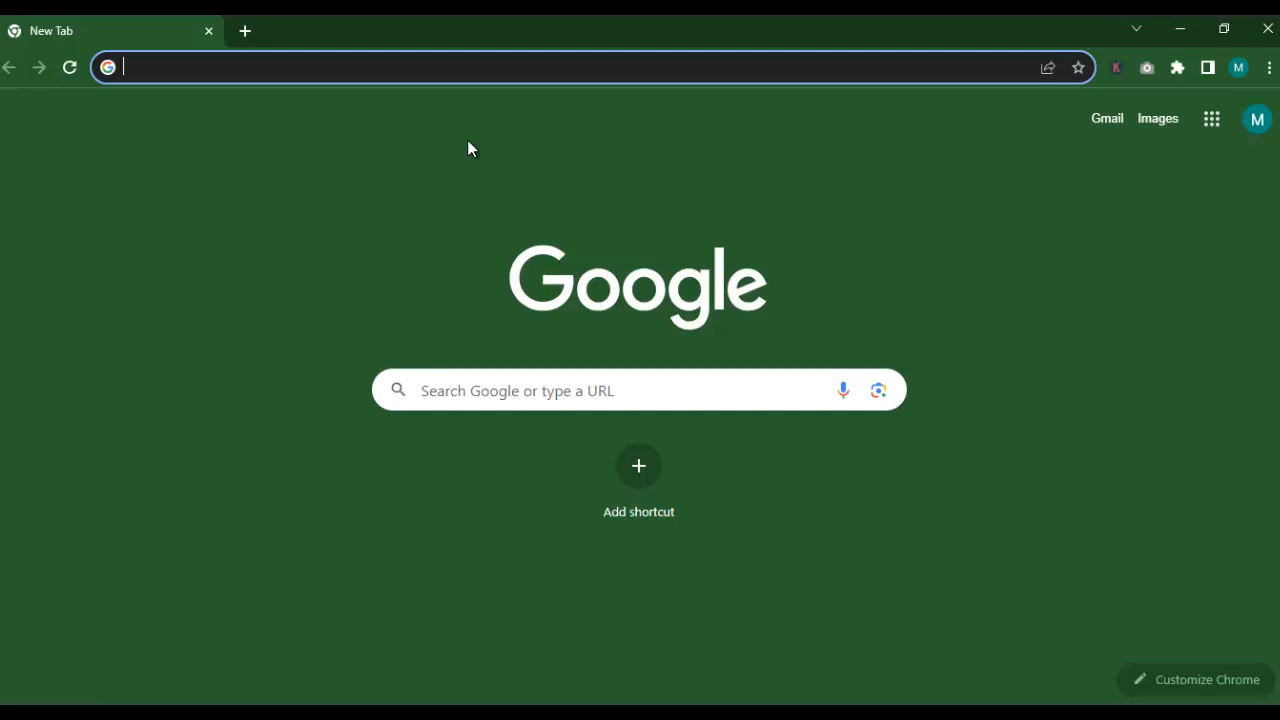 New Tab
K
M
Gmail Images
M
Google
Search Google or type a URL
Add shortcut
Customize Chrome